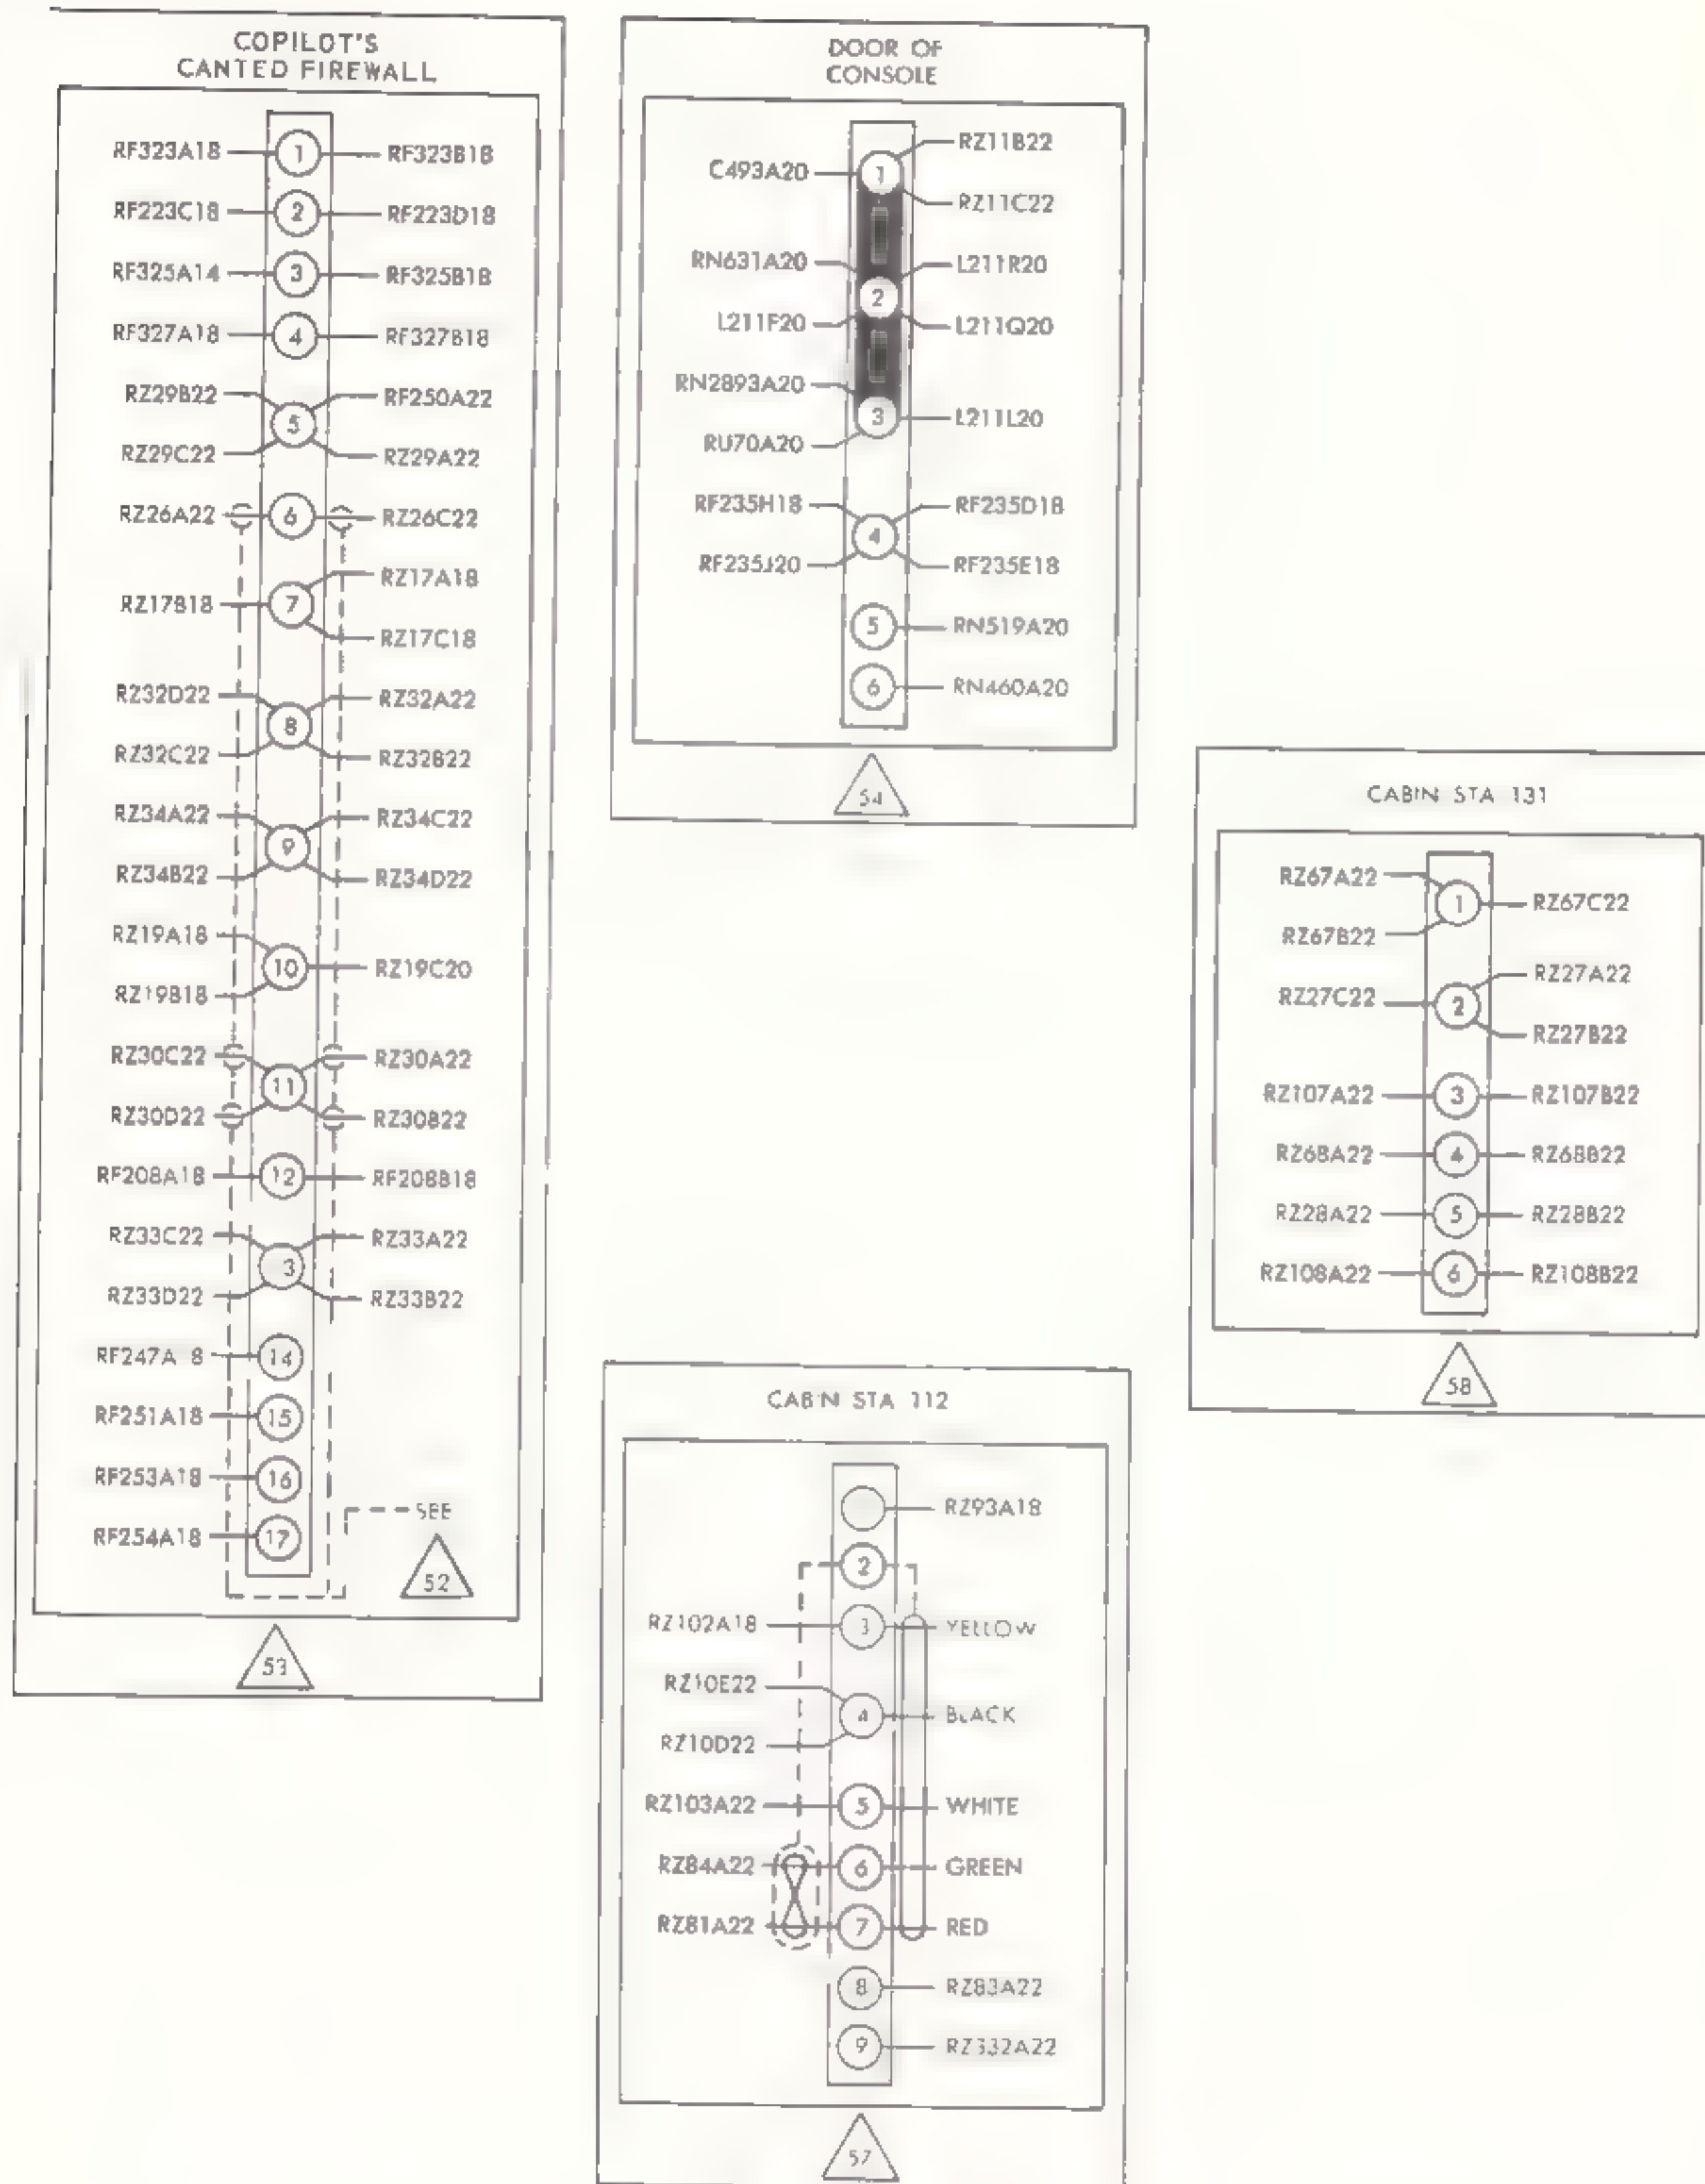 COPILOT'S
CANTED FIREWALL
RF323A18 1 RF323B18
RF223C18 2 RF223D18
RF325A14 3 RF325B18
RF327A18 4 RF327B18
RZ29B22 RF250A22
5
RZ29C22 RZ29A22
RZ26A22 6 RZ26C22
RZ17A18
RZ17B18 7
RZ17C18
RZ32D22 RZ32A22
8
RZ32C22 RZ32B22
RZ34A22 RZ34C22
9
RZ34B22 RZ34D22
RZ19A18
10 RZ19C20
RZ19B18
RZ30C22 RZ30A22
11
RZ30D22 RZ30B22
RF208A18 12 RF208B18
RZ33C22 RZ33A22
3
RZ33D22 RZ33B22
RF247A 8 14
RF251A18 15
RF253A18 16
RF254A18 17
SEE
52
53
DOOR OF
CONSOLE
RZ11B22
C493A20 1
RZ11C22
RN631A20 L211R20
2
L211F20 L211Q20
RN2893A20
3 L211L20
RU70A20
RF235H18 RF235D18
4
RF235J20 RF235E18
5 RN519A20
6 RN460A20
54
CABIN STA 131
RZ67A22
1 RZ67C22
RZ67B22
RZ27A22
RZ27C22 2
RZ27B22
RZ107A22 3 RZ107B22
RZ68A22 4 RZ68B22
RZ28A22 5 RZ28B22
RZ108A22 6 RZ108B22
58
CAB'N STA 112
RZ93A18
2
RZ102A18 3 YELLOW
RZ10E22
4 BLACK
RZ10D22
RZ103A22 5 WHITE
RZ84A22 6 GREEN
RZ81A22 7 RED
8 RZ83A22
9 RZ332A22
57